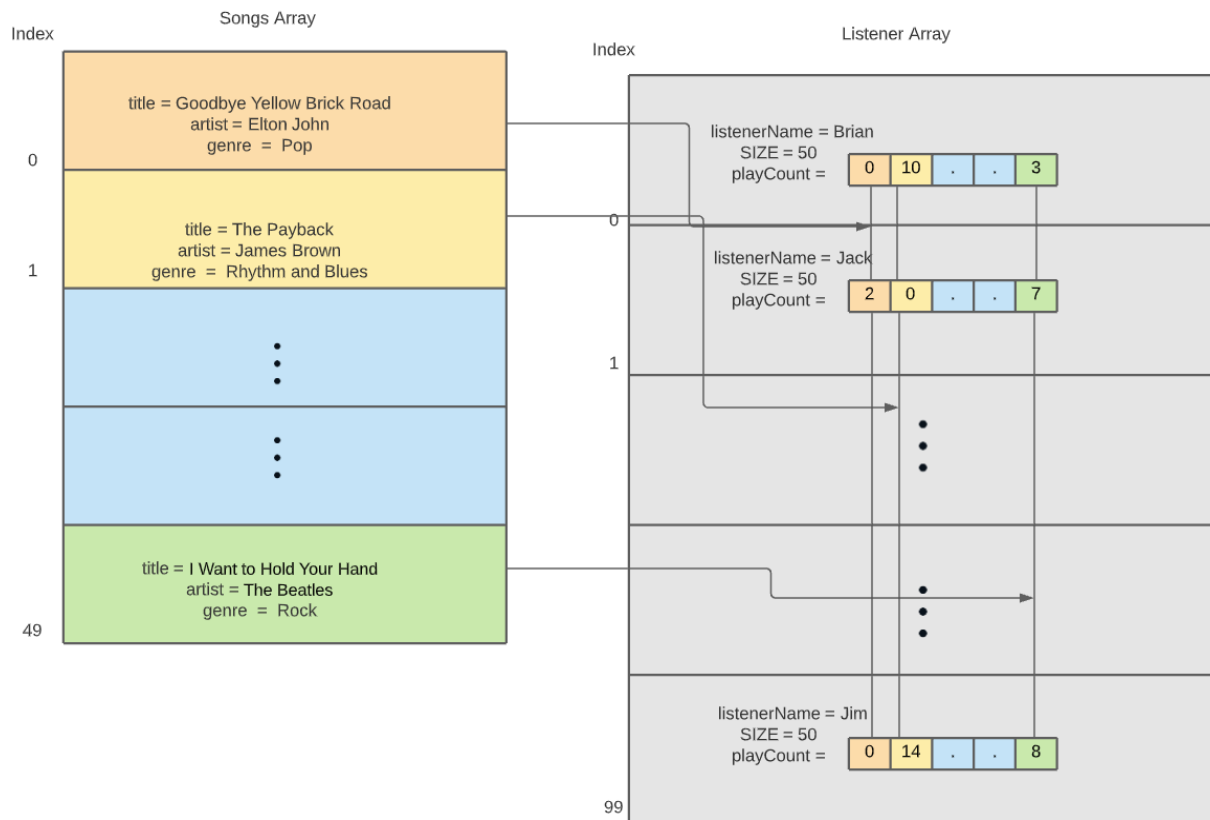 Songs Array
Index
title = Goodbye Yellow Brick Road
artist = Elton John
genre = Pop
0
title = The Payback
artist = James Brown
genre = Rhythm and Blues
1
title = I Want to Hold Your Hand
artist = The Beatles
genre = Rock
49
Listener Array
Index
listenerName = Brian
SIZE = 50
playCount =
0 10 . . 3
0
listenerName = Jack
SIZE = 50
playCount =
2 0 . . 7
1
listenerName = Jim
SIZE = 50
playCount =
0 14 . . 8
99